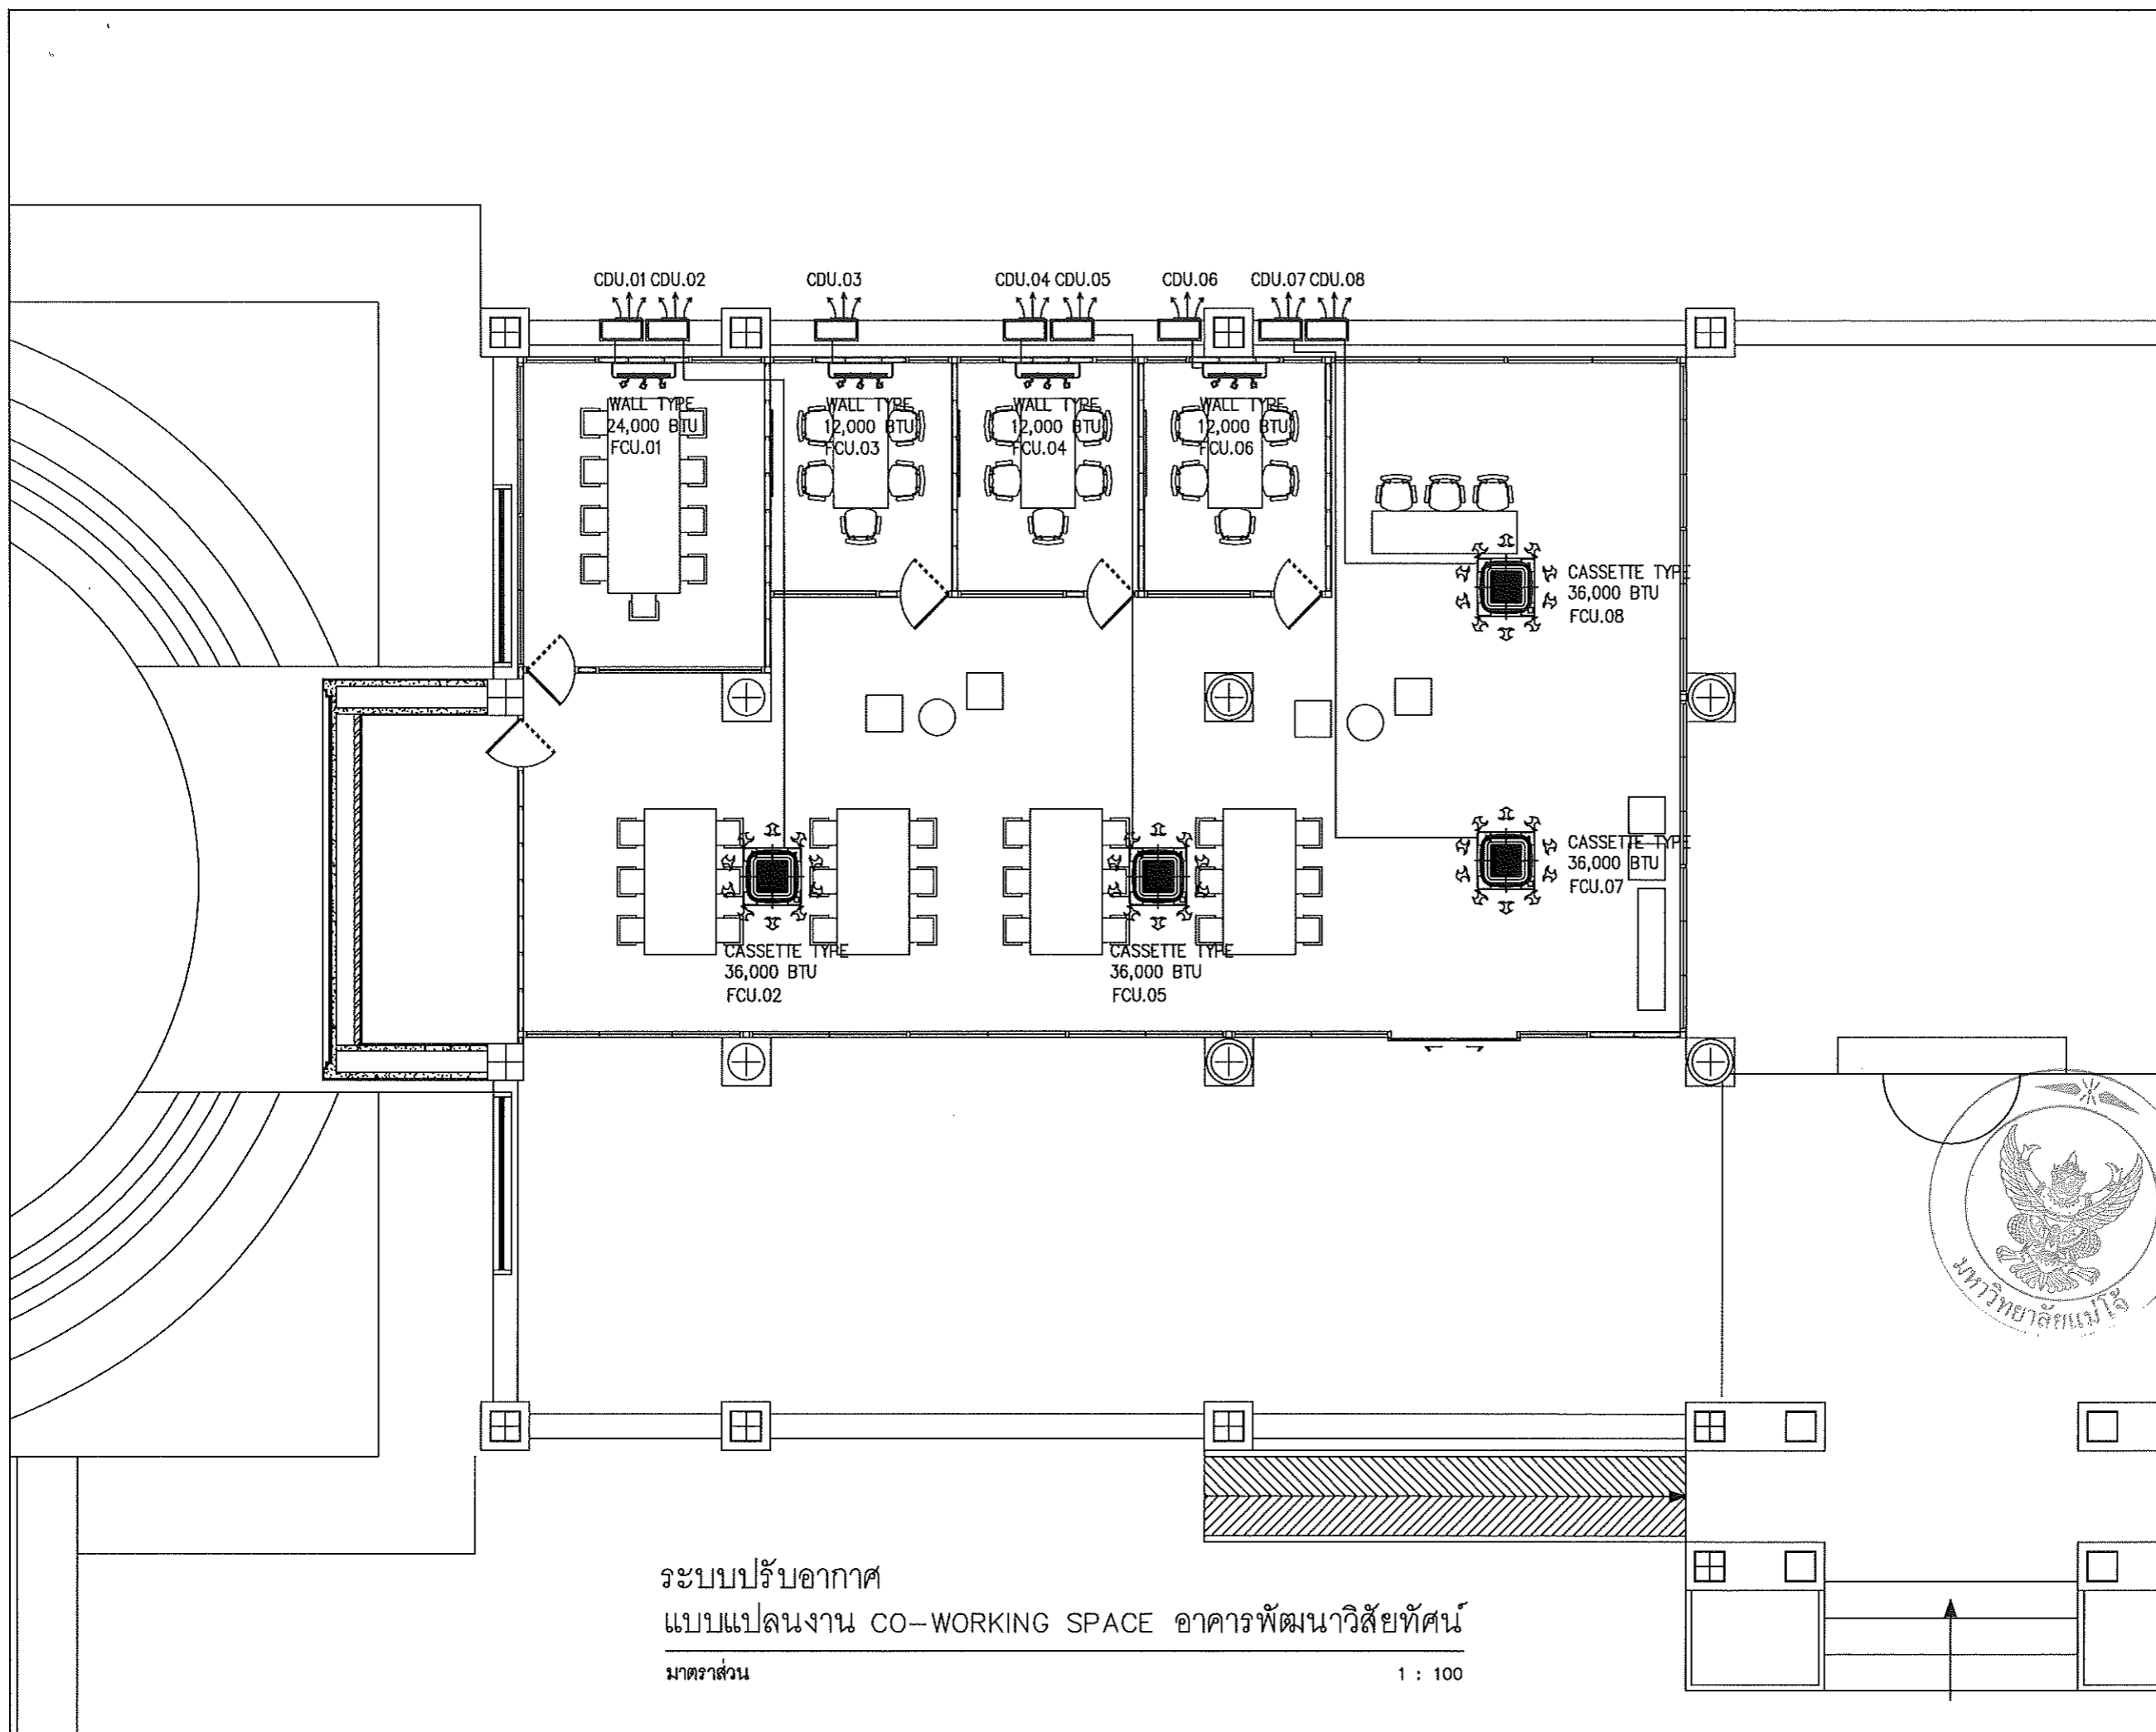 CDU.01 CDU.02 CDU.03 CDU.04 CDU.05 CDU.06 CDU.07 CDU.08
WALL TYPE
24,000 BTU
FCU.01
WALL TYPE
12,000 BTU
FCU.03
WALL TYPE
12,000 BTU
FCU.04
WALL TYPE
12,000 BTU
FCU.06
CASSETTE TYPE
36,000 BTU
FCU.08
CASSETTE TYPE
36,000 BTU
FCU.07
CASSETTE TYPE
36,000 BTU
FCU.02
CASSETTE TYPE
36,000 BTU
FCU.05
มหาวิทยาลัยแม่โจ้
ระบบปรับอากาศ
แบบแปลนงาน CO-WORKING SPACE อาคารพัฒนาวิสัยทัศน์
มาตราส่วน 1 : 100